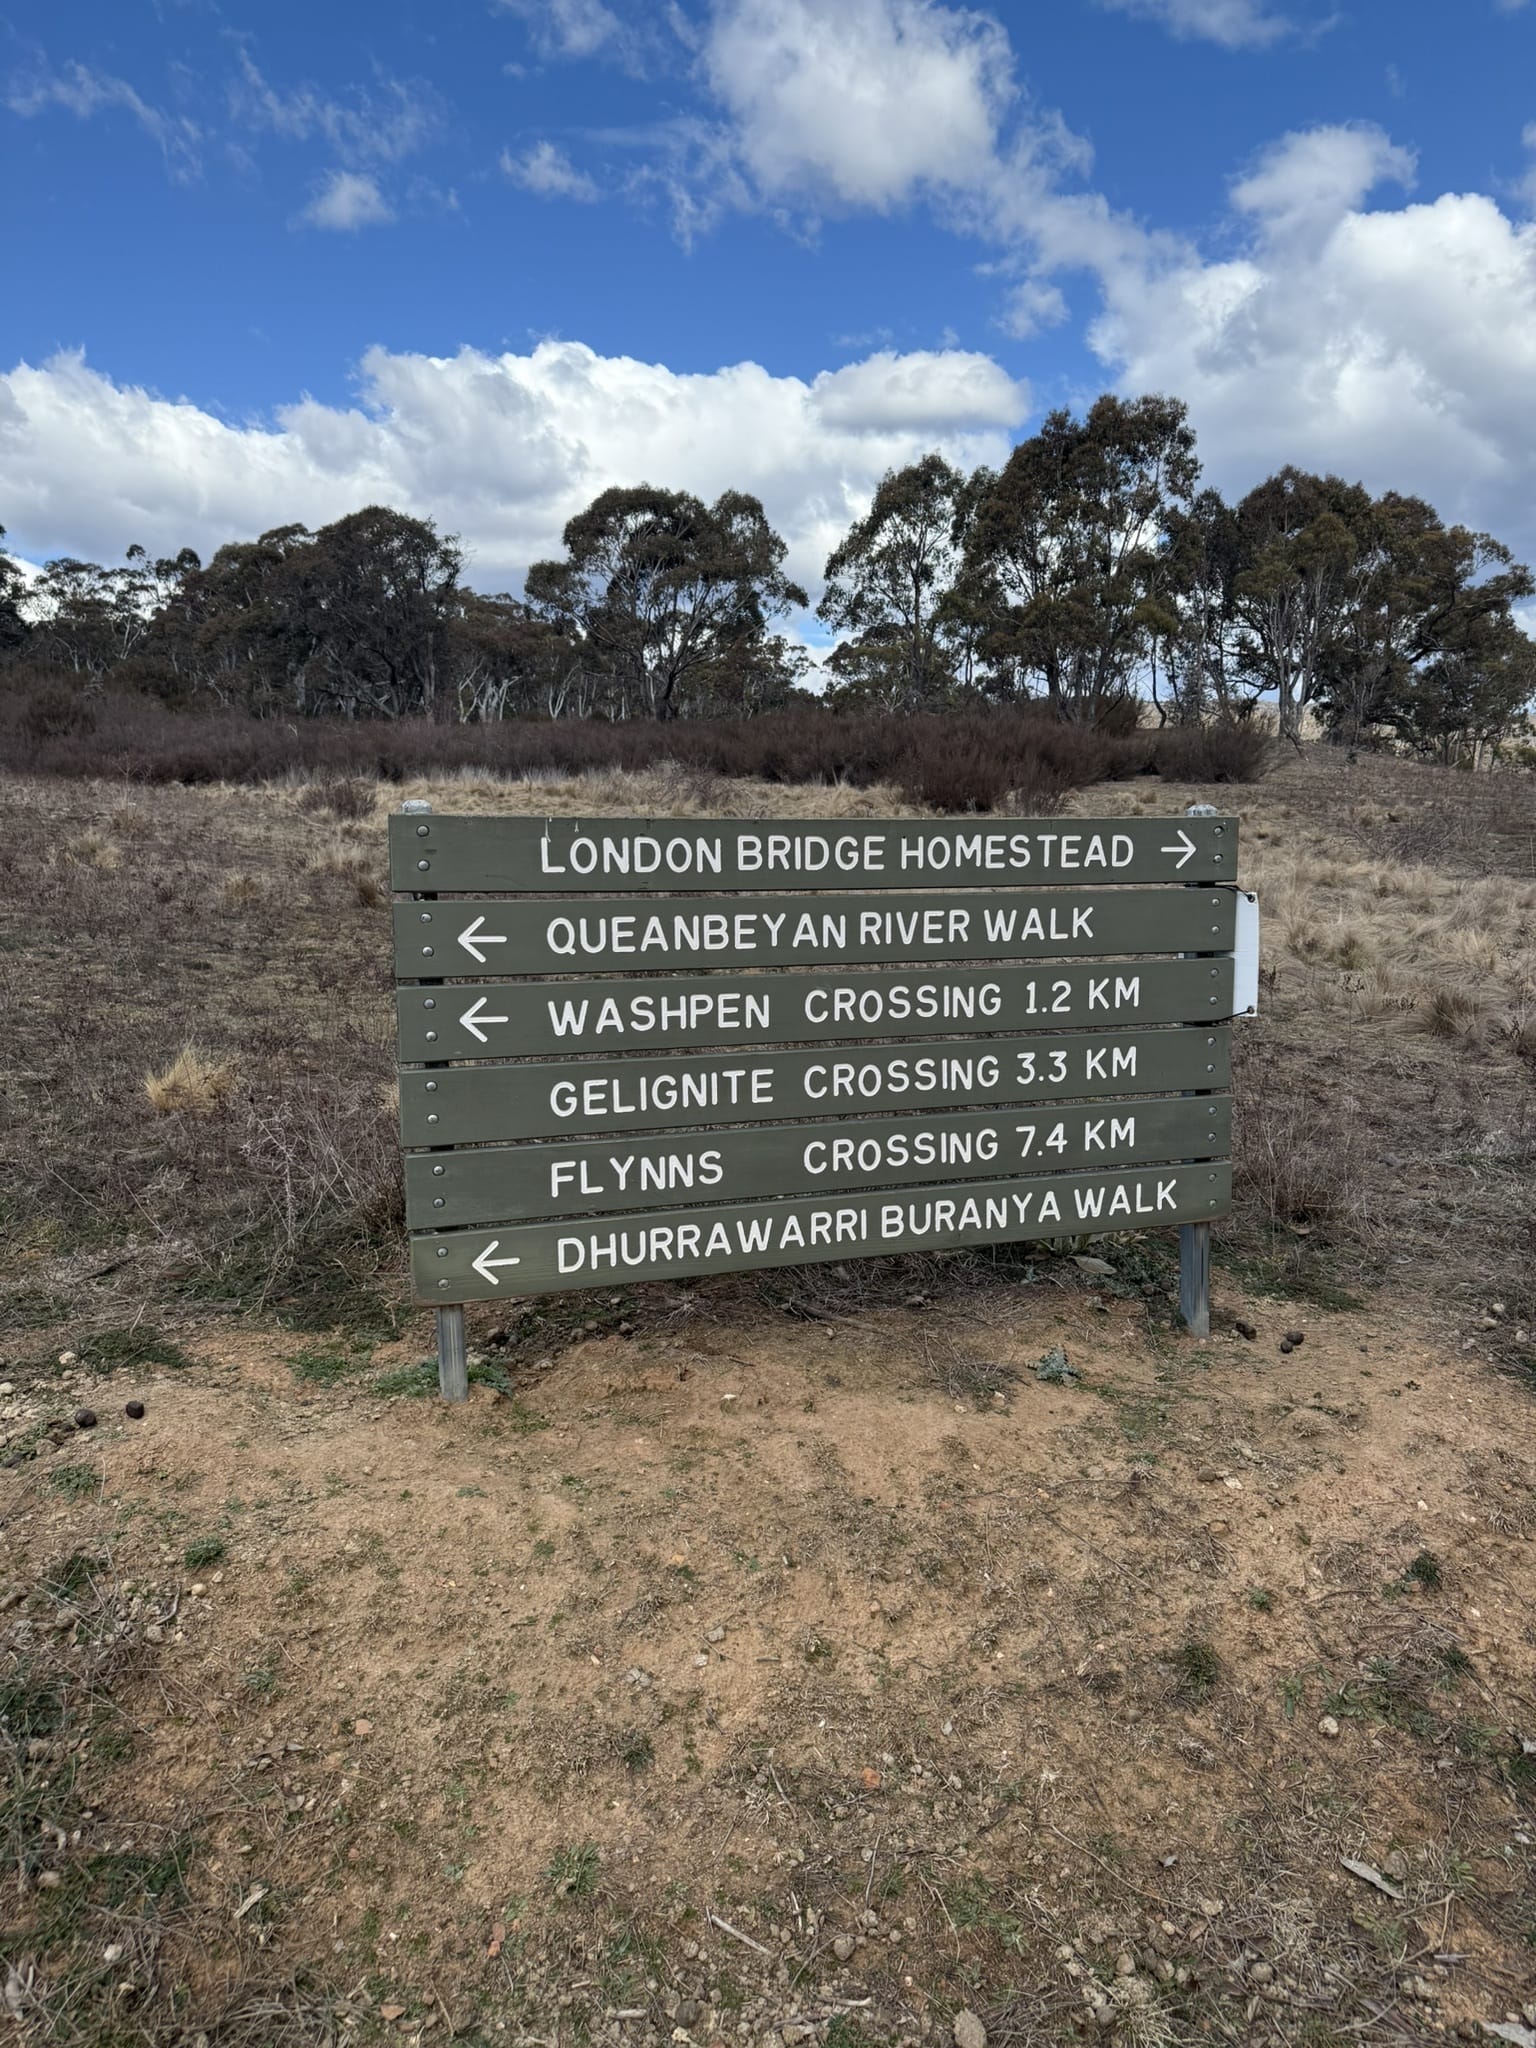 LONDON BRIDGE HOMESTEAD →
← QUEANBEYAN RIVER WALK
← WASHPEN CROSSING 1.2 KM
GELIGNITE CROSSING 3.3 KM
FLYNNS CROSSING 7.4 KM
← DHURRAWARRI BURANYA WALK